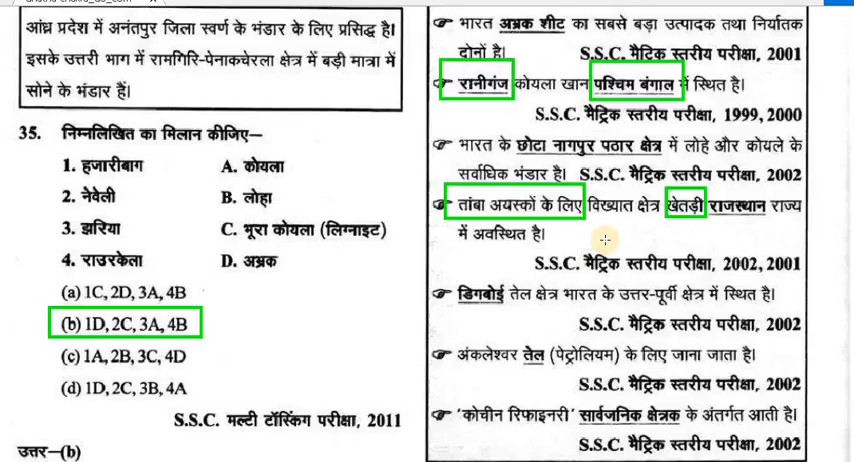 आंध्र प्रदेश में अनंतपुर जिला स्वर्ण के भंडार के लिए प्रसिद्ध है।
इसके उत्तरी भाग में रामगिरि-पेनाकचेरला क्षेत्र में बड़ी मात्रा में
सोने के भंडार हैं।
35. निम्नलिखित का मिलान कीजिए–
1. हजारीबाग A. कोयला
2. नेवेली B. लोहा
3. झरिया C. भूरा कोयला (लिग्नाइट)
4. राउरकेला D. अभ्रक
(a) 1C, 2D, 3A, 4B
(b) 1D, 2C, 3A, 4B
(c) 1A, 2B, 3C, 4D
(d) 1D, 2C, 3B, 4A
S.S.C. मल्टी टॉस्किंग परीक्षा, 2011
उत्तर–(b)
☞ भारत अभ्रक शीट का सबसे बड़ा उत्पादक तथा निर्यातक
दोनों है। S.S.C. मैट्रिक स्तरीय परीक्षा, 2001
☞ रानीगंज कोयला खान पश्चिम बंगाल में स्थित है।
S.S.C. मैट्रिक स्तरीय परीक्षा, 1999, 2000
☞ भारत के छोटा नागपुर पठार क्षेत्र में लोहे और कोयले के
सर्वाधिक भंडार है। S.S.C. मैट्रिक स्तरीय परीक्षा, 2002
☞ तांबा अयस्कों के लिए विख्यात क्षेत्र खेतड़ी राजस्थान राज्य
में अवस्थित है।
S.S.C. मैट्रिक स्तरीय परीक्षा, 2002, 2001
☞ डिगबोई तेल क्षेत्र भारत के उत्तर-पूर्वी क्षेत्र में स्थित है।
S.S.C. मैट्रिक स्तरीय परीक्षा, 2002
☞ अंकलेश्वर तेल (पेट्रोलियम) के लिए जाना जाता है।
S.S.C. मैट्रिक स्तरीय परीक्षा, 2002
☞ 'कोचीन रिफाइनरी' सार्वजनिक क्षेत्रक के अंतर्गत आती है।
S.S.C. मैट्रिक स्तरीय परीक्षा, 2002